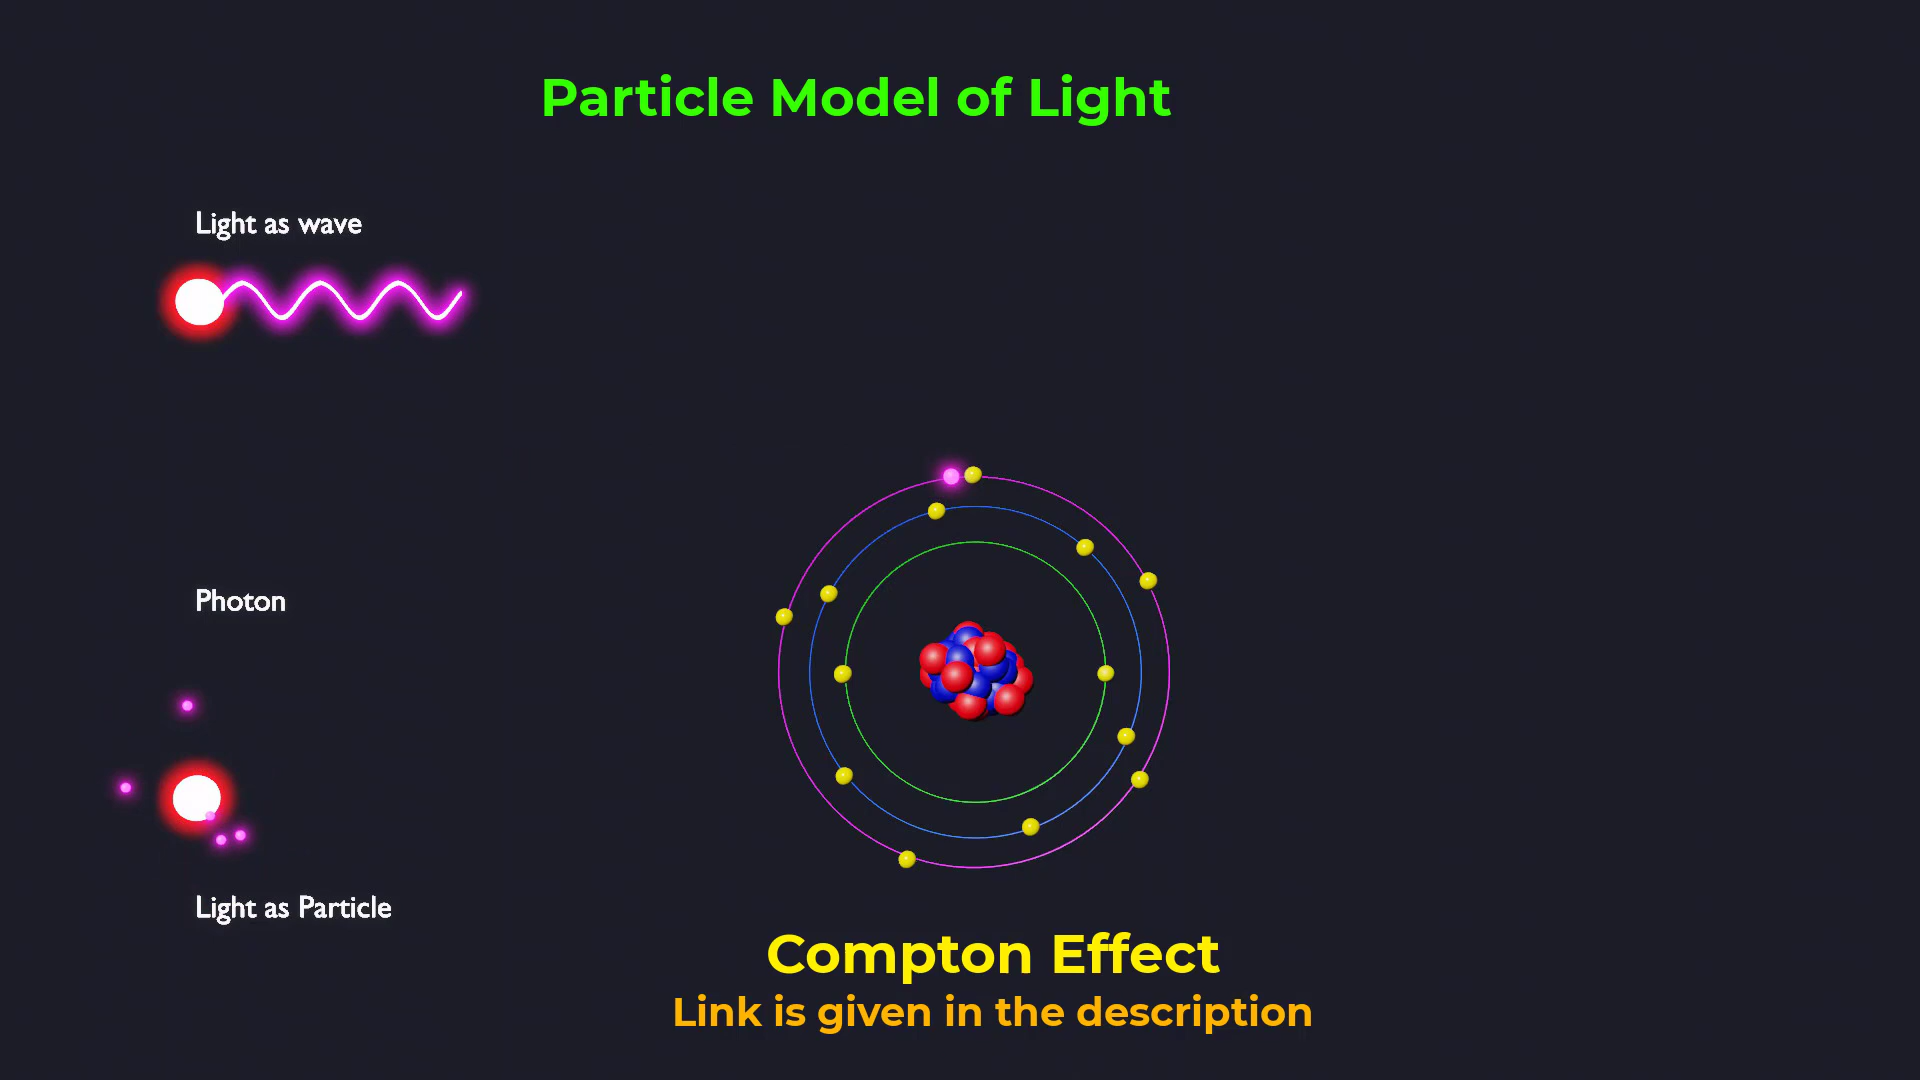 Particle Model of Light
Light as wave
Photon
Light as Particle
Compton Effect
Link is given in the description